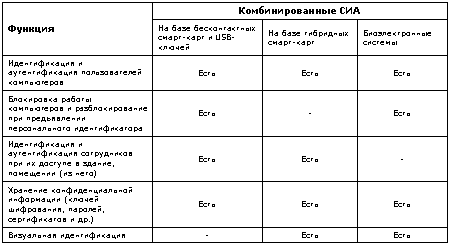 Функция
Комбинированные СИА
На базе бесконтактных
смарт-карт и USB-
ключей
На базе гибридных
смарт-карт
Биоэлектронные
системы
Идентификация и
аутентификация пользователей
компьютеров
Есть
Есть
Есть
Блокировка работы
компьютеров и разблокирование
при предъявлении
персонального идентификатора
Есть
-
Есть
Идентификация и
аутентификация сотрудников
при их доступе в здание,
помещении (из него)
Есть
Есть
-
Хранение конфиденциальной
информации (ключей
шифрования, паролей,
сертификатов и др.)
Есть
Есть
Есть
Визуальная идентификация
-
Есть
Есть